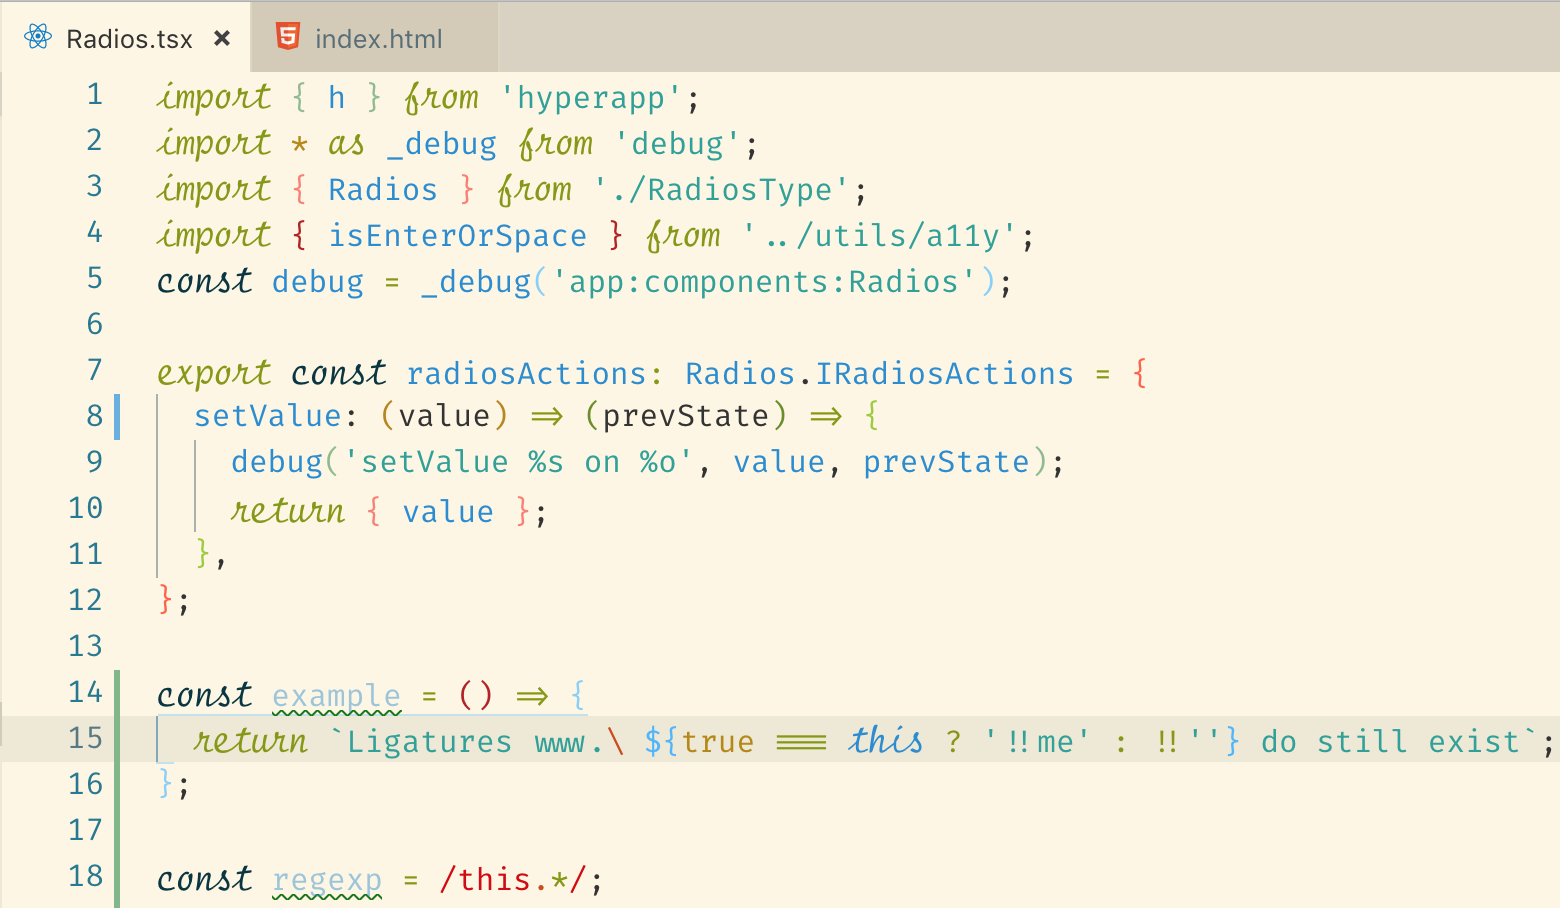 Radios.tsx × index.html
1 import { h } from 'hyperapp';
2 import * as _debug from 'debug';
3 import { Radios } from './RadiosType';
4 import { isEnterOrSpace } from '../utils/a11y';
5 const debug = _debug('app:components:Radios');
6
7 export const radiosActions: Radios.IRadiosActions = {
8 setValue: (value) => (prevState) => {
9 debug('setValue %s on %o', value, prevState);
10 return { value };
11 },
12 };
13
14 const example = () => {
15 return `Ligatures www.\ ${true === this ? '!!me' : !!''} do still exist`;
16 };
17
18 const regexp = /this.*/;